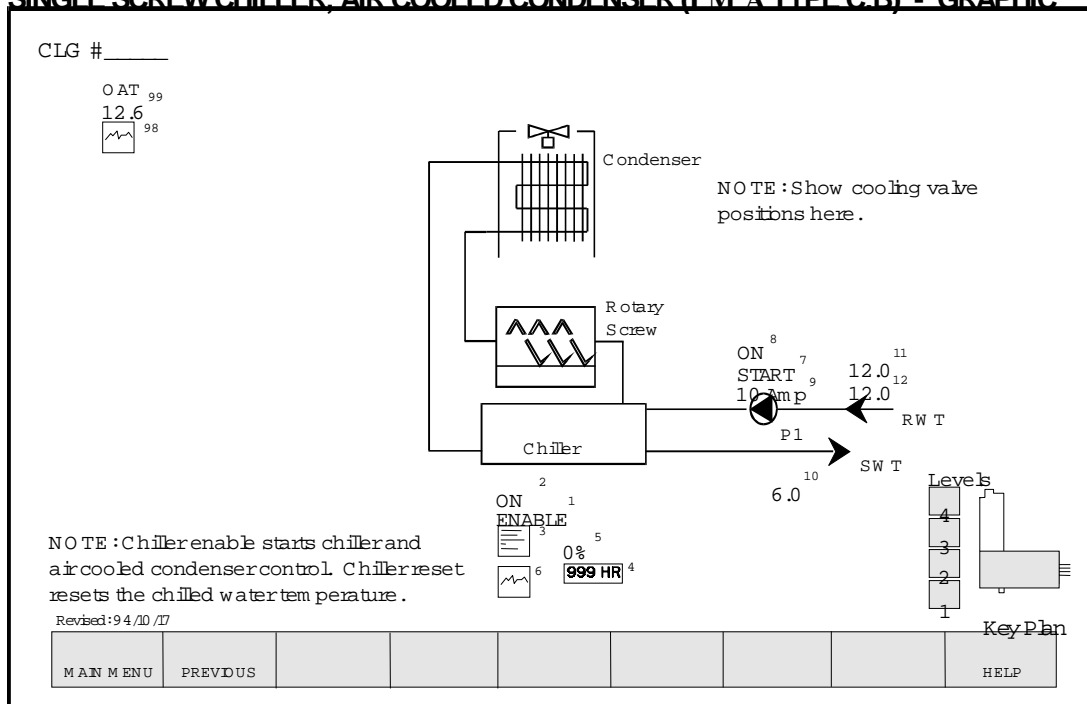 SINGLE SCREW CHILLER, AIR COOLED CONDENSER TYPE C.B) - GRAPHIC
CLG #_____
OAT 99
12.6
98
Condenser
NOTE: Show cooling valve
positions here.
Rotary
Screw
ON 8
START 7
10 Amp 9
12.0 11
12.0 12
RWT
P1
Chiller
SWT
6.0 10
ON 2
ENABLE 1
3
0% 5
6
999 HR 4
Levels
4
3
2
1
Key Plan
NOTE: Chiller enable starts chiller and
air cooled condenser control. Chiller reset
resets the chilled water temperature.
Revised: 94/10/17
MAIN MENU
PREVIOUS
HELP